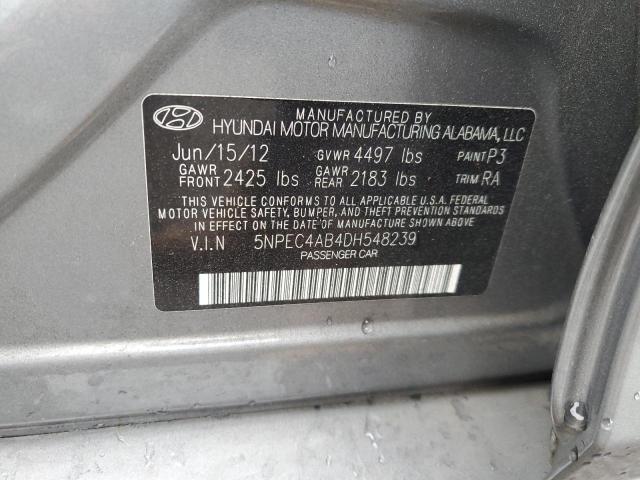 MANUFACTURED BY
HYUNDAI MOTOR MANUFACTURING ALABAMA, LLC
Jun/15/12 GVWR 4497 lbs PAINT P3
GAWR FRONT 2425 lbs GAWR REAR 2183 lbs TRIM RA
THIS VEHICLE CONFORMS TO ALL APPLICABLE U.S.A. FEDERAL
MOTOR VEHICLE SAFETY, BUMPER, AND THEFT STANDARDS
IN EFFECT ON THE DATE OF MANUFACTURE SHOWN ABOVE.
V.I.N 5NPEC4AB4DH548239
PASSENGER CAR